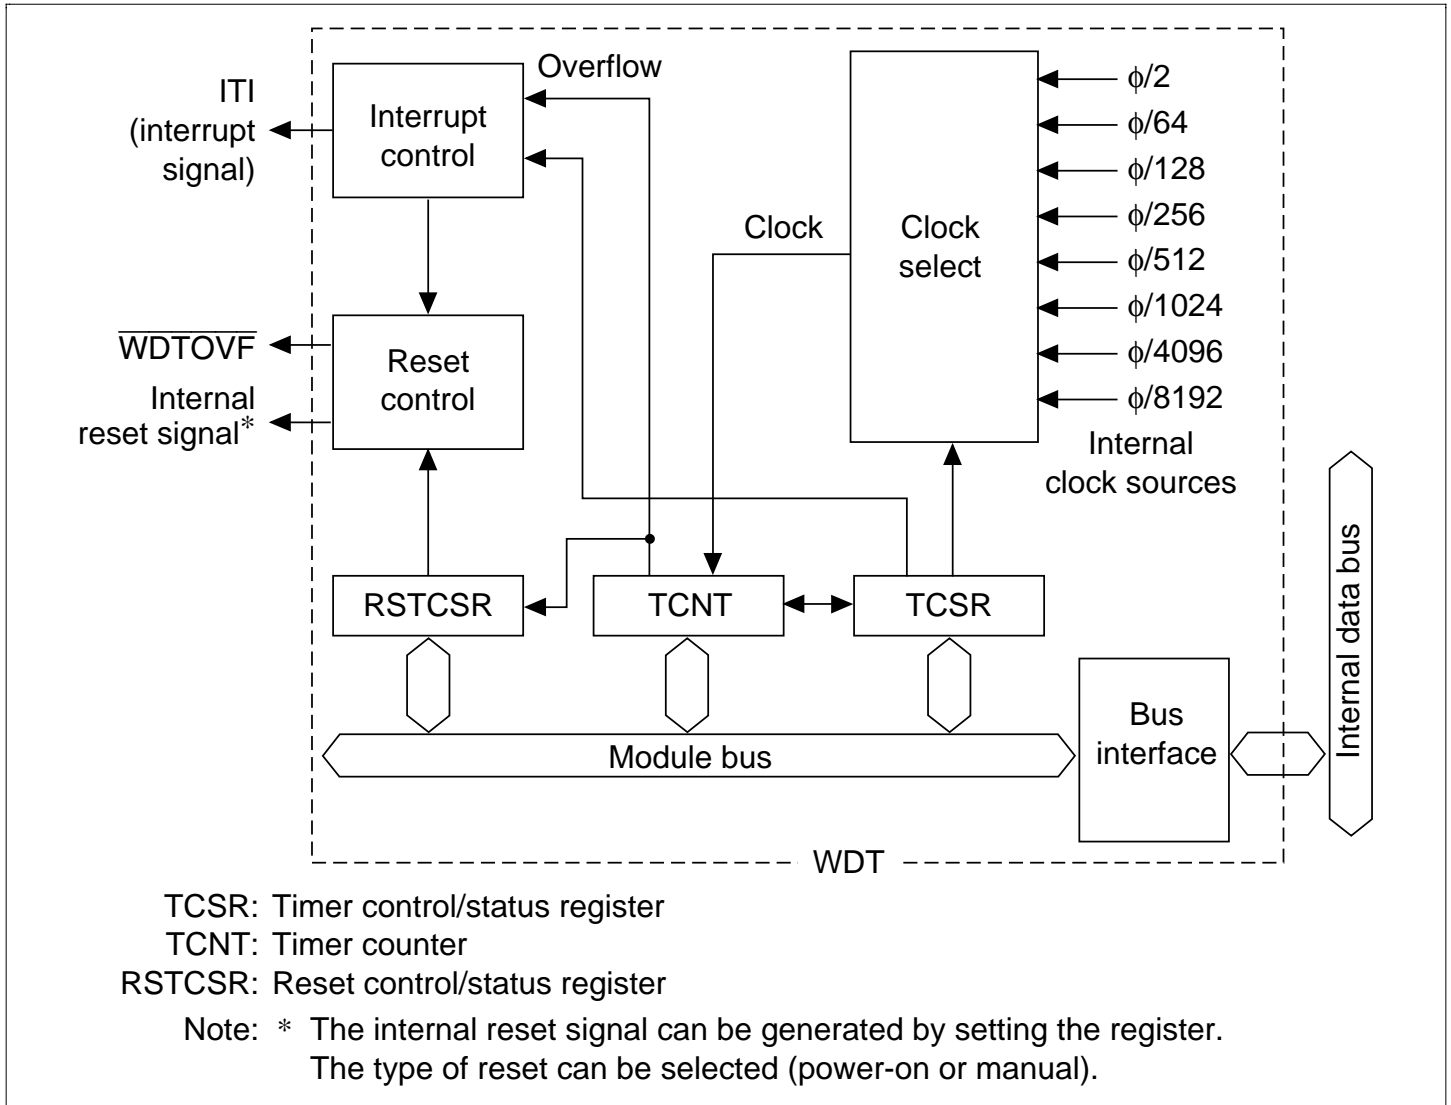 Overflow
ITI
(interrupt
signal)
Interrupt
control
ϕ/2
ϕ/64
ϕ/128
ϕ/256
ϕ/512
ϕ/1024
ϕ/4096
ϕ/8192
Clock
Clock
select
W̅D̅T̅O̅V̅F̅
Internal
reset signal*
Reset
control
Internal
clock sources
RSTCSR
TCNT
TCSR
Internal data bus
Bus
interface
Module bus
WDT
TCSR: Timer control/status register
TCNT: Timer counter
RSTCSR: Reset control/status register
Note: * The internal reset signal can be generated by setting the register.
The type of reset can be selected (power-on or manual).